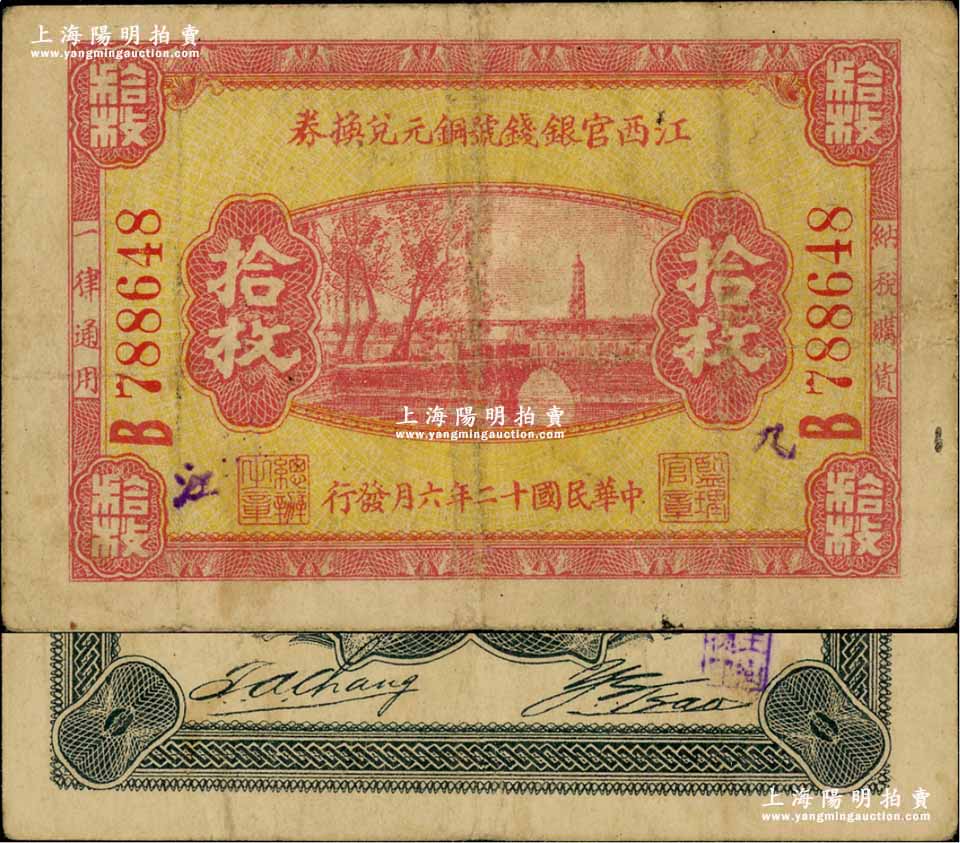 上海陽明拍賣
www.yangmingauction.com
拾枚
拾枚
江西官銀錢號銅元兌換券
納稅購貨
一律通用
B788648
B788648
拾枚
拾枚
上海陽明拍賣
www.yangmingauction.com
九
江
監理官章
中華民國十二年六月發行
總辦之章
拾枚
拾枚
S.A.Chang
Y. Tsao
上海陽明拍賣
www.yangmingauction.com